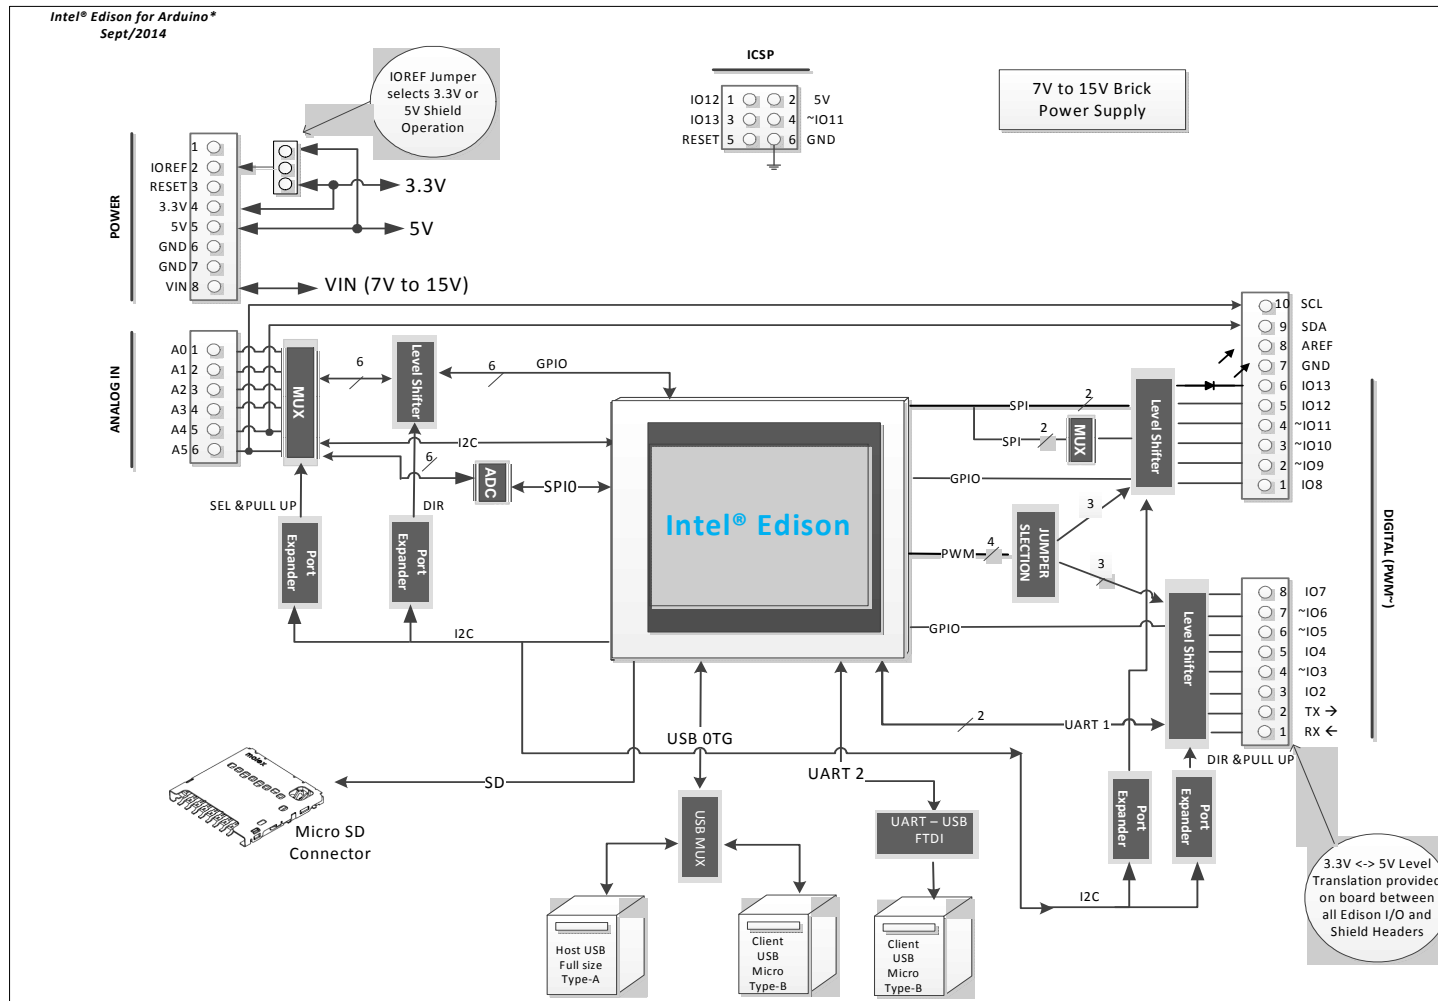 Intel® Edison for Arduino*
Sept/2014
IOREF Jumper
selects 3.3V or
5V Shield
Operation
ICSP
IO12 1 2 5V
IO13 3 4 ~IO11
RESET 5 6 GND
7V to 15V Brick
Power Supply
POWER
1
IOREF 2
RESET 3
3.3V 4
5V 5
GND 6
GND 7
VIN 8
3.3V
5V
VIN (7V to 15V)
ANALOG IN
A0 1
A1 2
A2 3
A3 4
A4 5
A5 6
MUX
6
Level Shifter
6
GPIO
I2C
6
ADC
SPI0
SEL &PULL UP
DIR
Port
Expander
Port
Expander
I2C
Intel® Edison
SPI
2
SPI
2
MUX
Level Shifter
GPIO
PWM
4
JUMPER
SLECTION
3
3
GPIO
Level Shifter
10 SCL
9 SDA
8 AREF
7 GND
6 IO13
5 IO12
4 ~IO11
3 ~IO10
2 ~IO9
1 IO8
DIGITAL (PWM~)
8 IO7
7 ~IO6
6 ~IO5
5 IO4
4 ~IO3
3 IO2
2 TX →
1 RX ←
2
UART 1
DIR &PULL UP
USB 0TG
UART 2
SD
molex
Micro SD
Connector
USB MUX
UART – USB
FTDI
Port
Expander
Port
Expander
I2C
Host USB
Full size
Type-A
Client
USB
Micro
Type-B
Client
USB
Micro
Type-B
3.3V <-> 5V Level
Translation provided
on board between
all Edison I/O and
Shield Headers